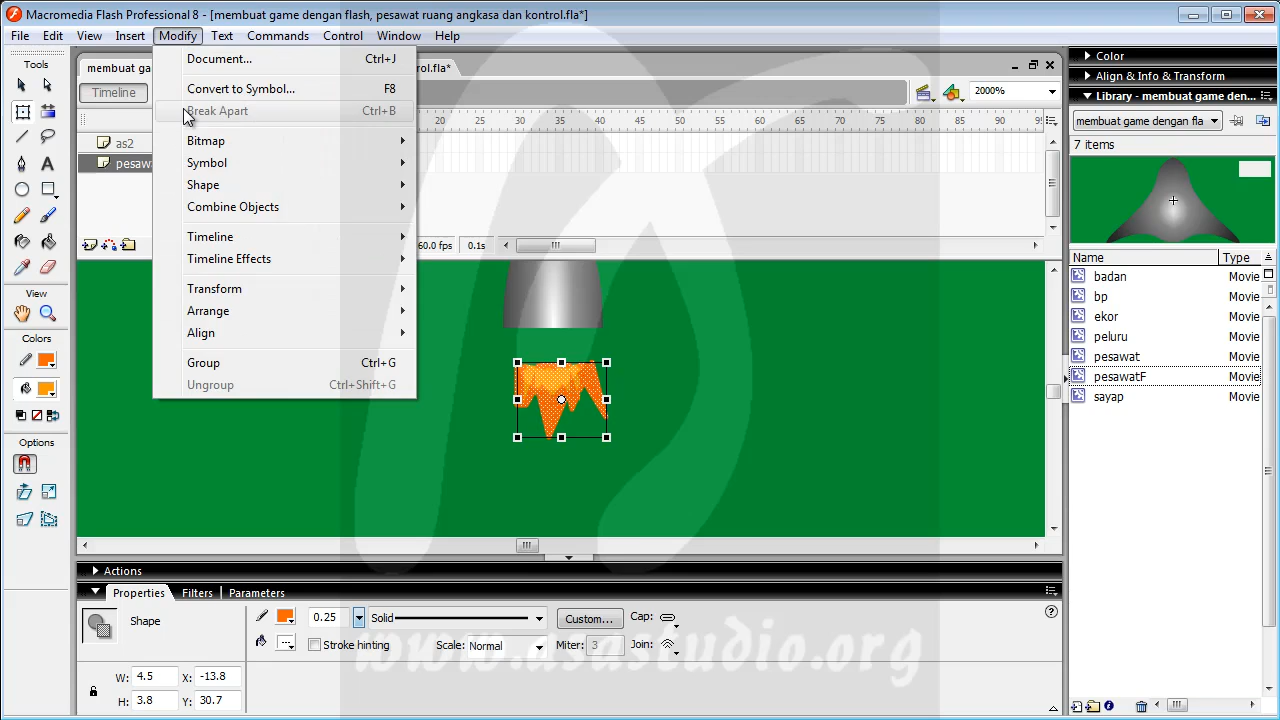 Macromedia Flash Professional 8 - [membuat game dengan flash, pesawat ruang angkasa dan kontrol.fla*]
File Edit View Insert Modify Text Commands Control Window Help
Tools
View
Colors
Options
membuat ga
rol.fla*
Timeline
2000%
20 25 30 35 40 45 50 55 60 65 70 75 80 85 90 95
as2
pesawa
60.0 fps 0.1s
Document... Ctrl+J
Convert to Symbol... F8
Break Apart Ctrl+B
Bitmap
Symbol
Shape
Combine Objects
Timeline
Timeline Effects
Transform
Arrange
Align
Group Ctrl+G
Ungroup Ctrl+Shift+G
Color
Align & Info & Transform
Library - membuat game den...
membuat game dengan fla
7 items
Name Type
badan Movie
bp Movie
ekor Movie
peluru Movie
pesawat Movie
pesawatF Movie
sayap Movie
Actions
Properties Filters Parameters
Shape
0.25 Solid Custom... Cap:
Stroke hinting Scale: Normal Miter: 3 Join:
W: 4.5 X: -13.8
H: 3.8 Y: 30.7
www.asastudio.org